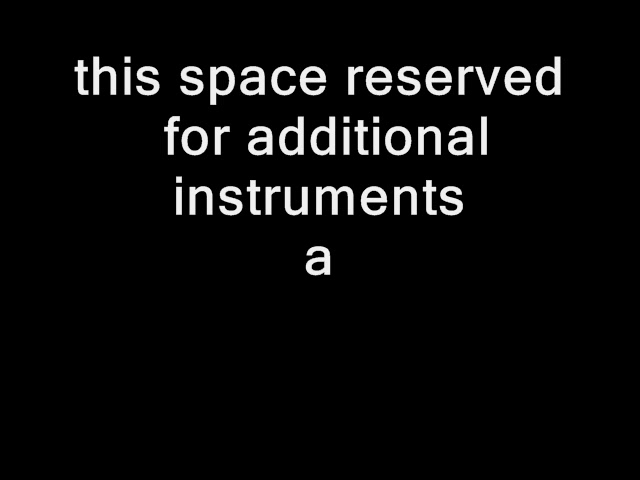 this space reserved
for additional
instruments
a